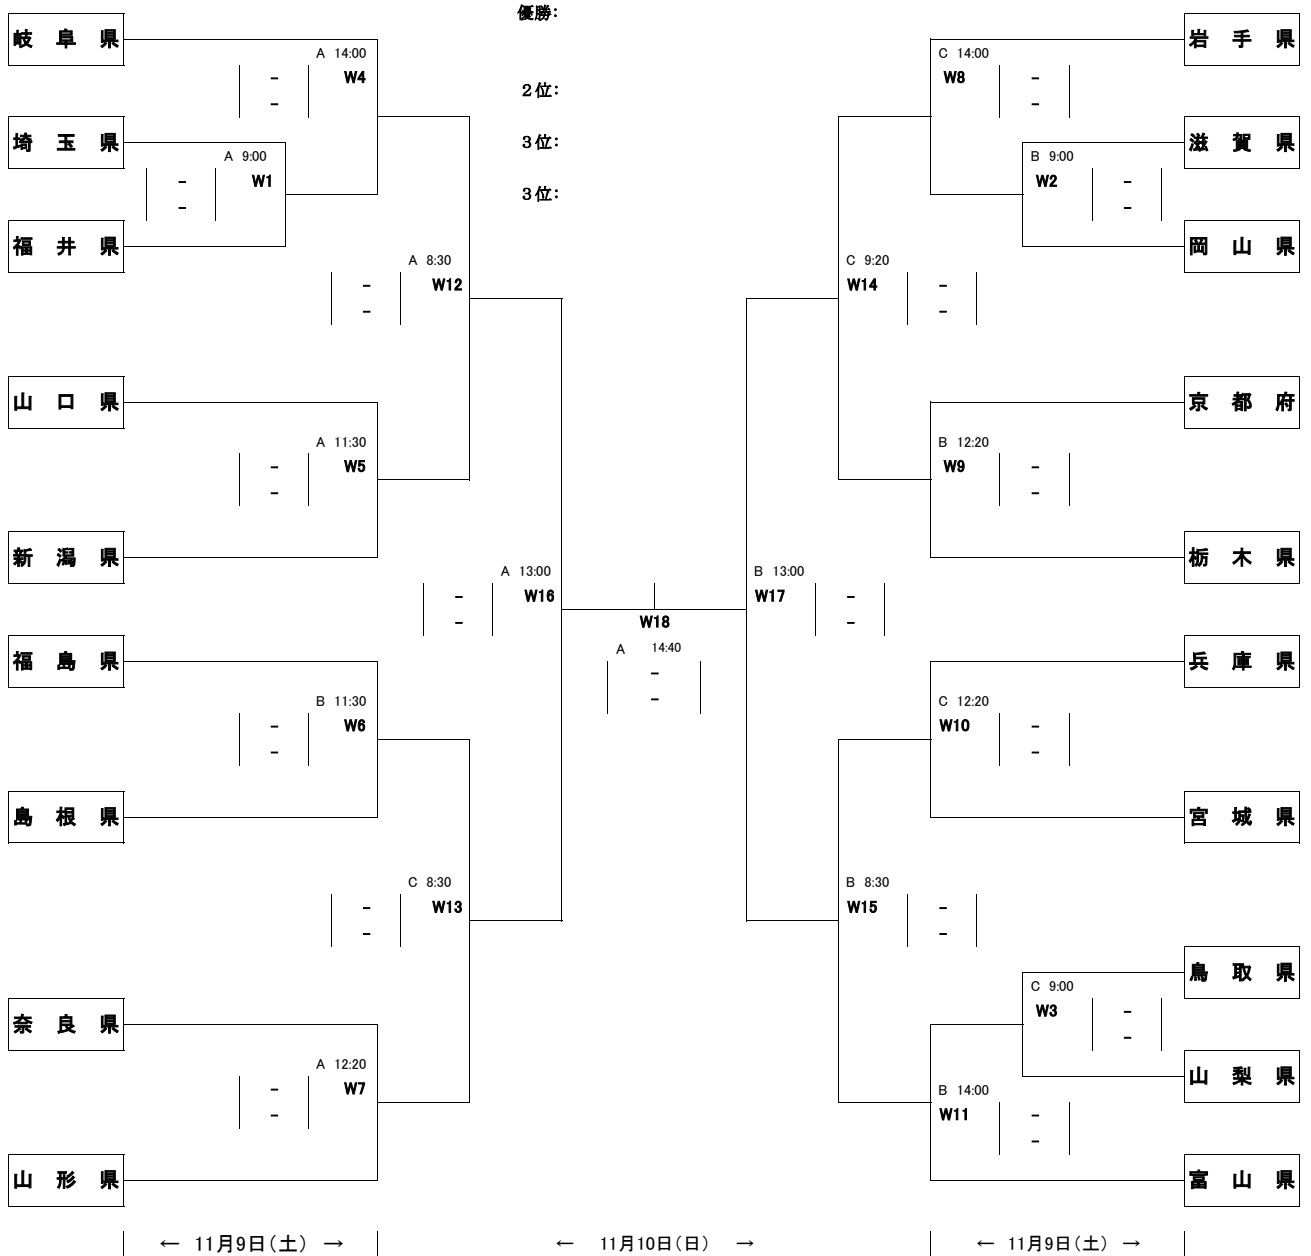 優勝：
２位：
３位：
３位：
岐阜県
A 14:00
W4
-
-
埼玉県
A 9:00
W1
-
-
福井県
A 8:30
W12
-
-
山口県
A 11:30
W5
-
-
新潟県
A 13:00
W16
-
-
福島県
B 11:30
W6
-
-
島根県
C 8:30
W13
-
-
奈良県
A 12:20
W7
-
-
山形県
W18
A 14:40
-
-
岩手県
C 14:00
W8
-
-
滋賀県
B 9:00
W2
-
-
岡山県
C 9:20
W14
-
-
京都府
B 12:20
W9
-
-
栃木県
B 13:00
W17
-
-
兵庫県
C 12:20
W10
-
-
宮城県
B 8:30
W15
-
-
鳥取県
C 9:00
W3
-
-
山梨県
B 14:00
W11
-
-
富山県
← 11月9日（土） →
← 11月10日（日） →
← 11月9日（土） →